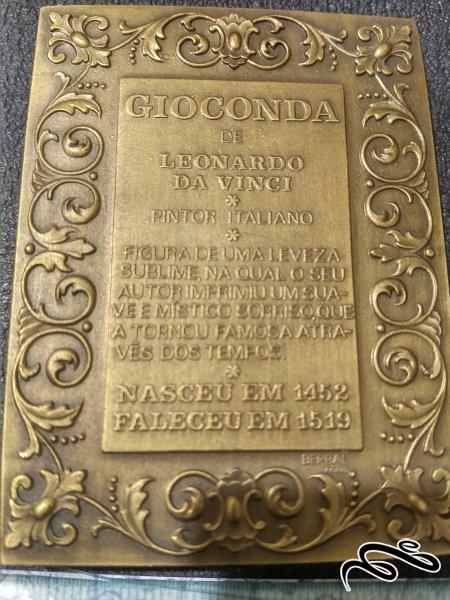 GIOCONDA
DE
LEONARDO
DA VINCI
*
PINTOR ITALIANO
*
FIGURA DE UMA LEVEZA
SUBLIME, NA QUAL O SEU
AUTOR IMPRIMIU UM SUA-
VE E MÍSTICO SORRISO, QUE
A TORNOU FAMOSA ATRA-
VÉS DOS TEMPOS.
*
NASCEU EM 1452
FALECEU EM 1519